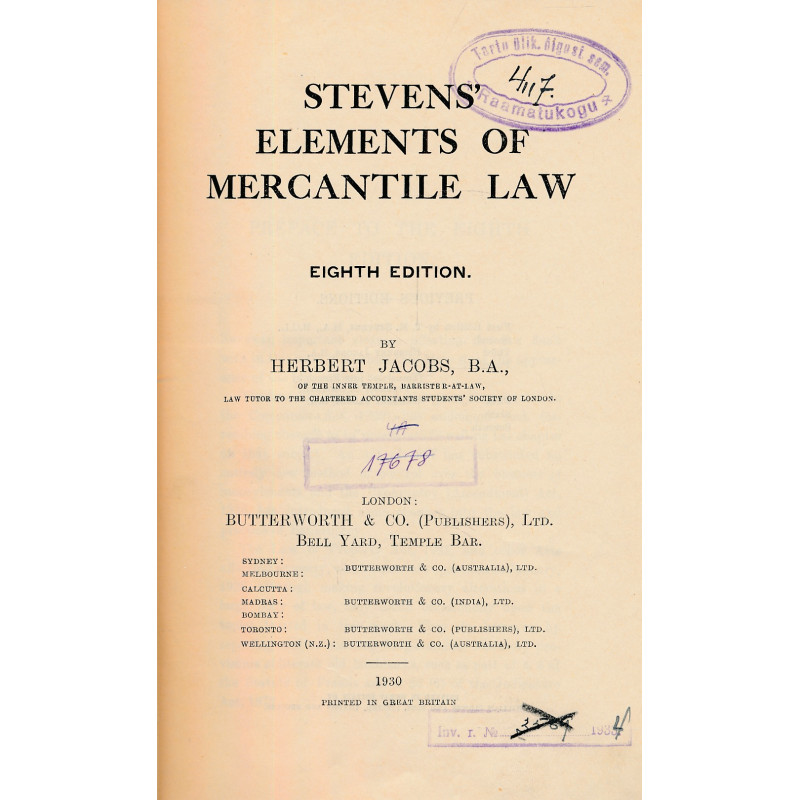 Tartu ülik. õigust. sem.
4117.
Raamatukogu
STEVENS'
ELEMENTS OF
MERCANTILE LAW
EIGHTH EDITION.
BY
HERBERT JACOBS, B.A.,
OF THE INNER TEMPLE, BARRISTER-AT-LAW,
LAW TUTOR TO THE CHARTERED ACCOUNTANTS STUDENTS' SOCIETY OF LONDON.
17678
LONDON:
BUTTERWORTH & CO. (PUBLISHERS), LTD.
BELL YARD, TEMPLE BAR.
SYDNEY:
MELBOURNE: BUTTERWORTH & CO. (AUSTRALIA), LTD.
CALCUTTA:
MADRAS: BUTTERWORTH & CO. (INDIA), LTD.
BOMBAY:
TORONTO: BUTTERWORTH & CO. (PUBLISHERS), LTD.
WELLINGTON (N.Z.): BUTTERWORTH & CO. (AUSTRALIA), LTD.
1930
PRINTED IN GREAT BRITAIN
Inv. r. №